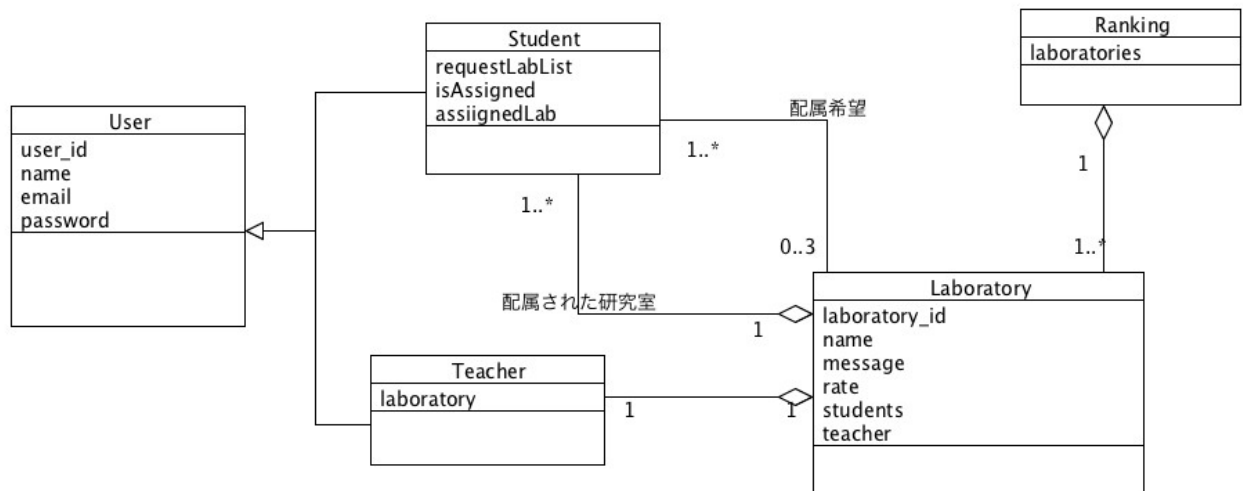 Student
requestLabList
isAssigned
assiignedLab
Ranking
laboratories
User
user_id
name
email
password
配属希望
1..*
1..*
1
0..3
1..*
配属された研究室
1
Laboratory
laboratory_id
name
message
rate
students
teacher
Teacher
laboratory
1
1